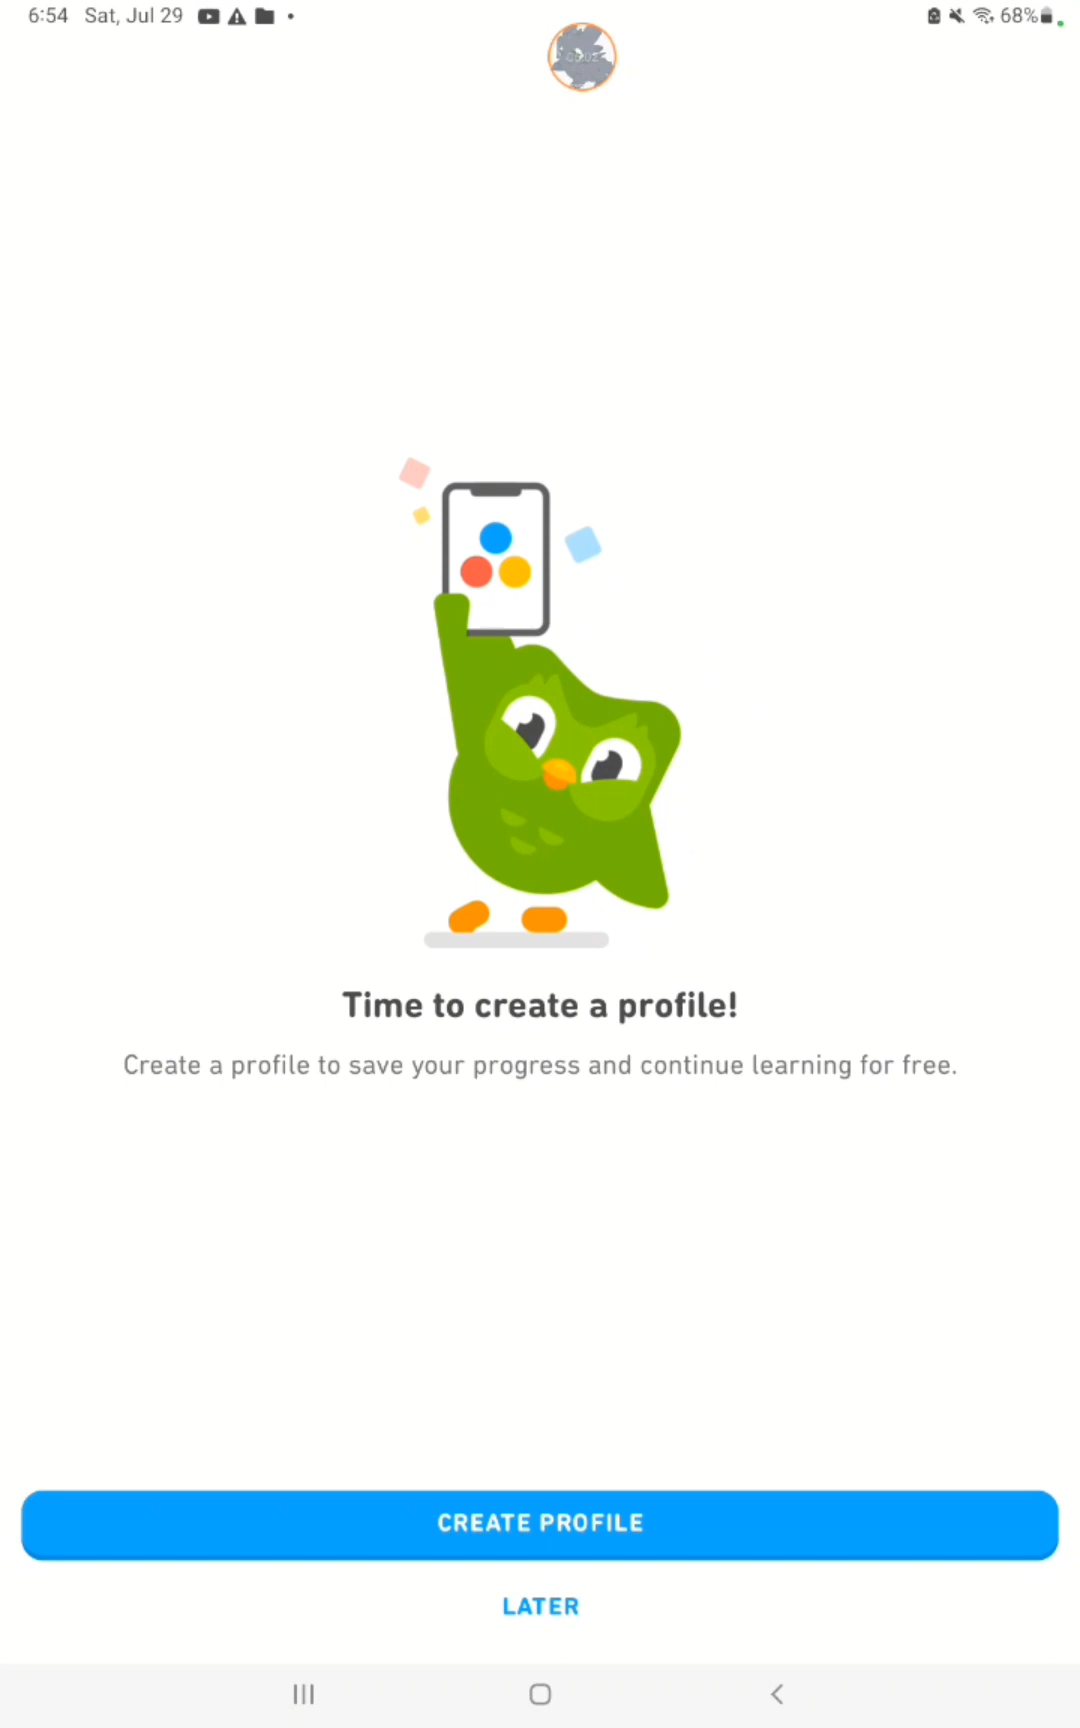 6:54 Sat, Jul 29 68%
Time to create a profile!
Create a profile to save your progress and continue learning for free.
CREATE PROFILE
LATER